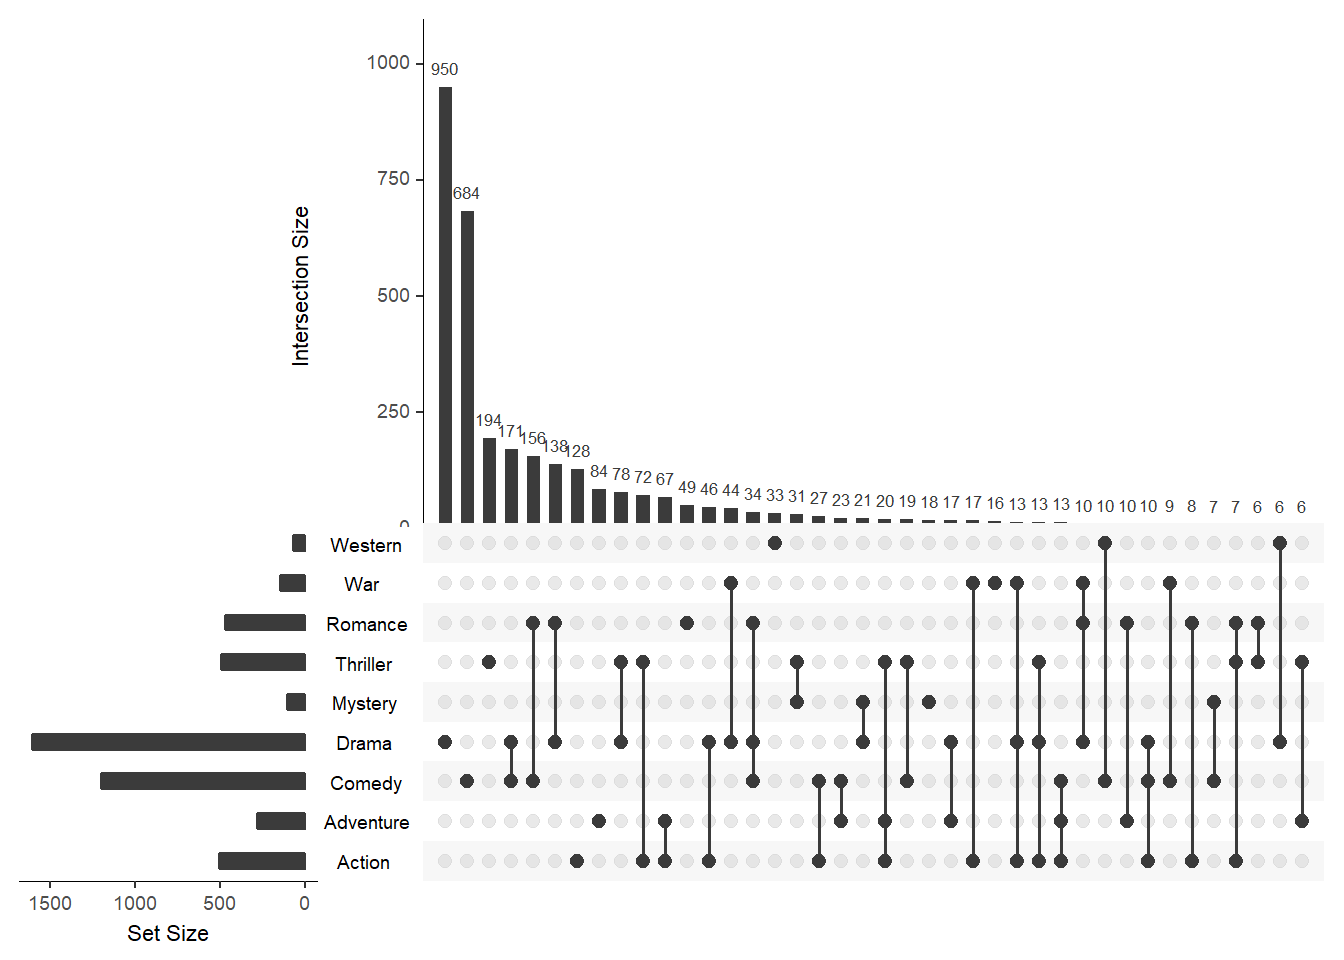 1000
950
750
684
Intersection Size
500
250
194 171 156 138 128 84 78 72 67 49 46 44 34 33 31 27 23 21 20 19 18 17 17 16 13 13 13 10 10 10 10 9 8 7 7 6 6 6
0
Western
War
Romance
Thriller
Mystery
Drama
Comedy
Adventure
Action
1500 1000 500 0
Set Size